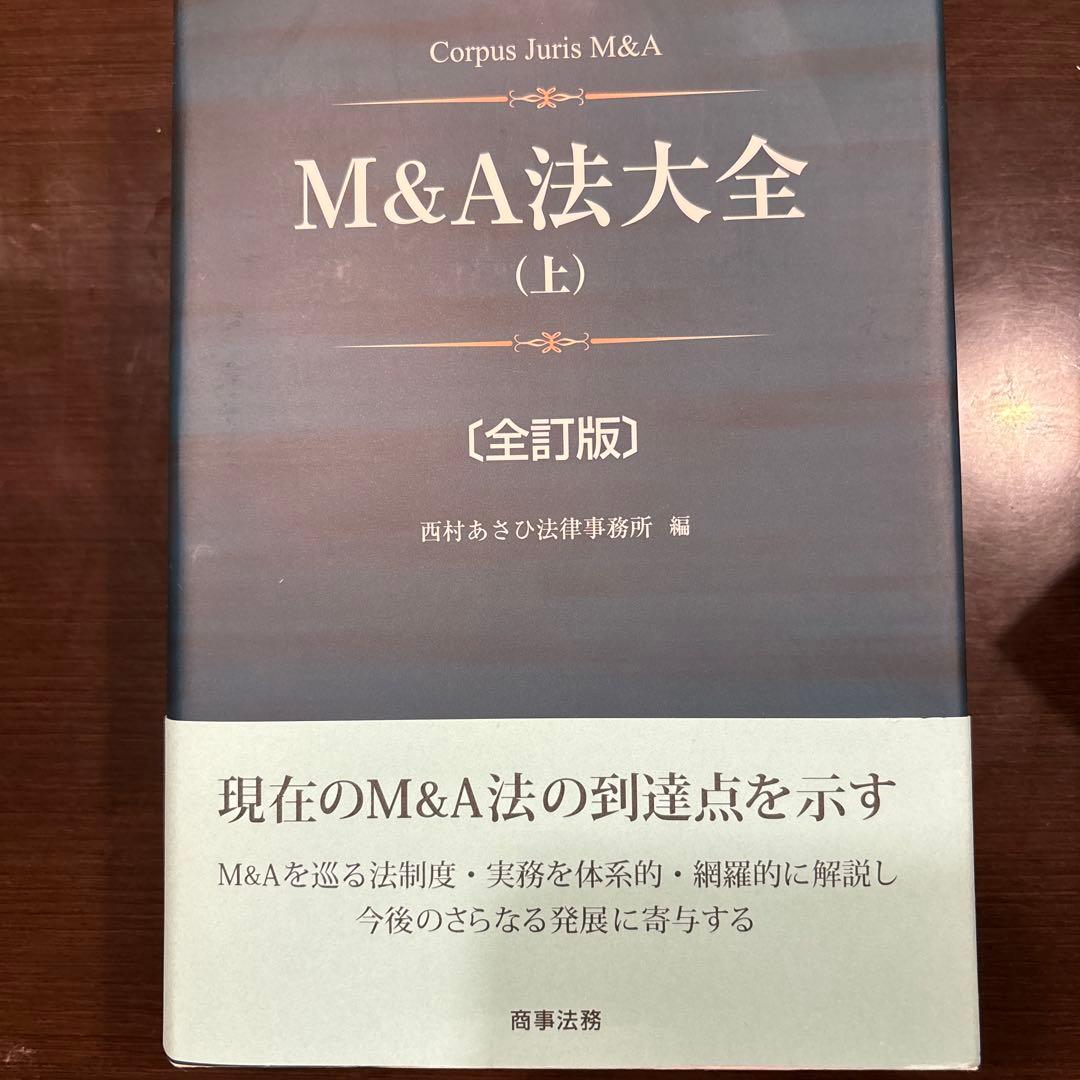 Corpus Juris M&A
M&A法大全
(上)
〔全訂版〕
西村あさひ法律事務所 編
現在のM&A法の到達点を示す
M&Aを巡る法制度・実務を体系的・網羅的に解説し
今後のさらなる発展に寄与する
商事法務